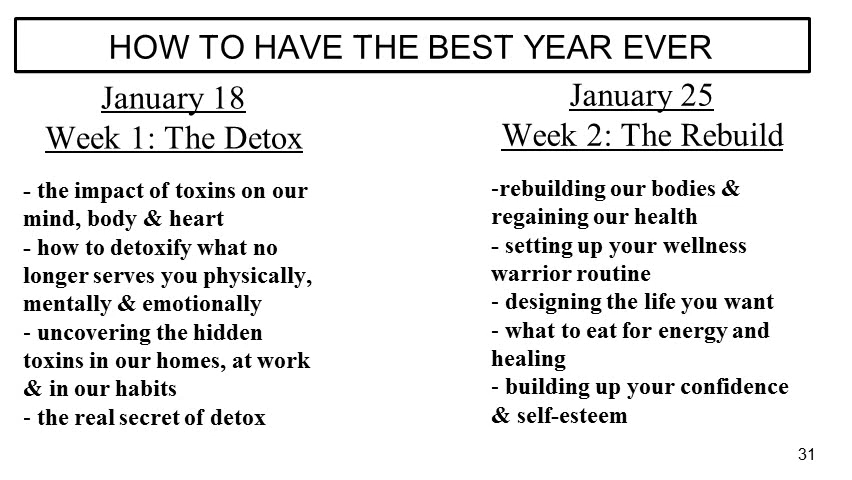 HOW TO HAVE THE BEST YEAR EVER
January 18
Week 1: The Detox
- the impact of toxins on our
mind, body & heart
- how to detoxify what no
longer serves you physically,
mentally & emotionally
- uncovering the hidden
toxins in our homes, at work
& in our habits
- the real secret of detox
January 25
Week 2: The Rebuild
-rebuilding our bodies &
regaining our health
- setting up your wellness
warrior routine
- designing the life you want
- what to eat for energy and
healing
- building up your confidence
& self-esteem
31